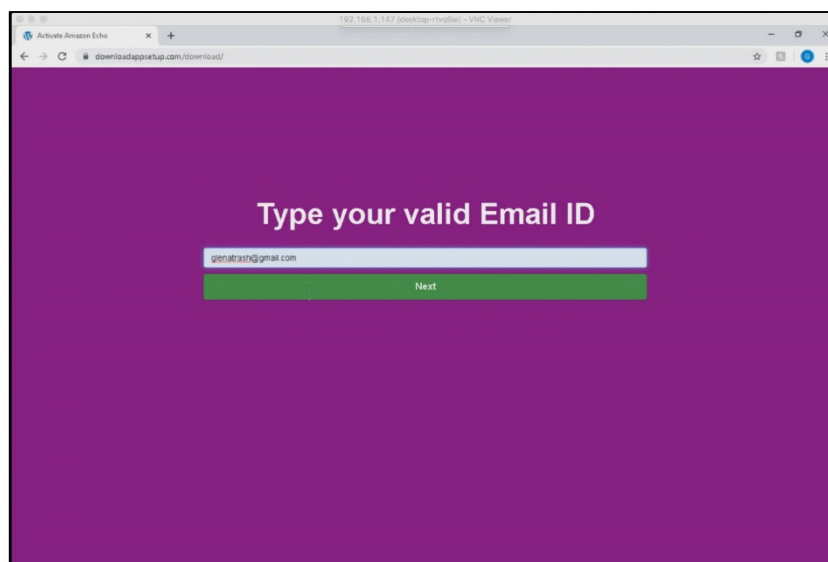 192.168.1.147 (desktop-rtvq6ie) - VNC Viewer
Activate Amazon Echo
downloadappsetup.com/download/
Type your valid Email ID
glenatrash@gmail.com
Next